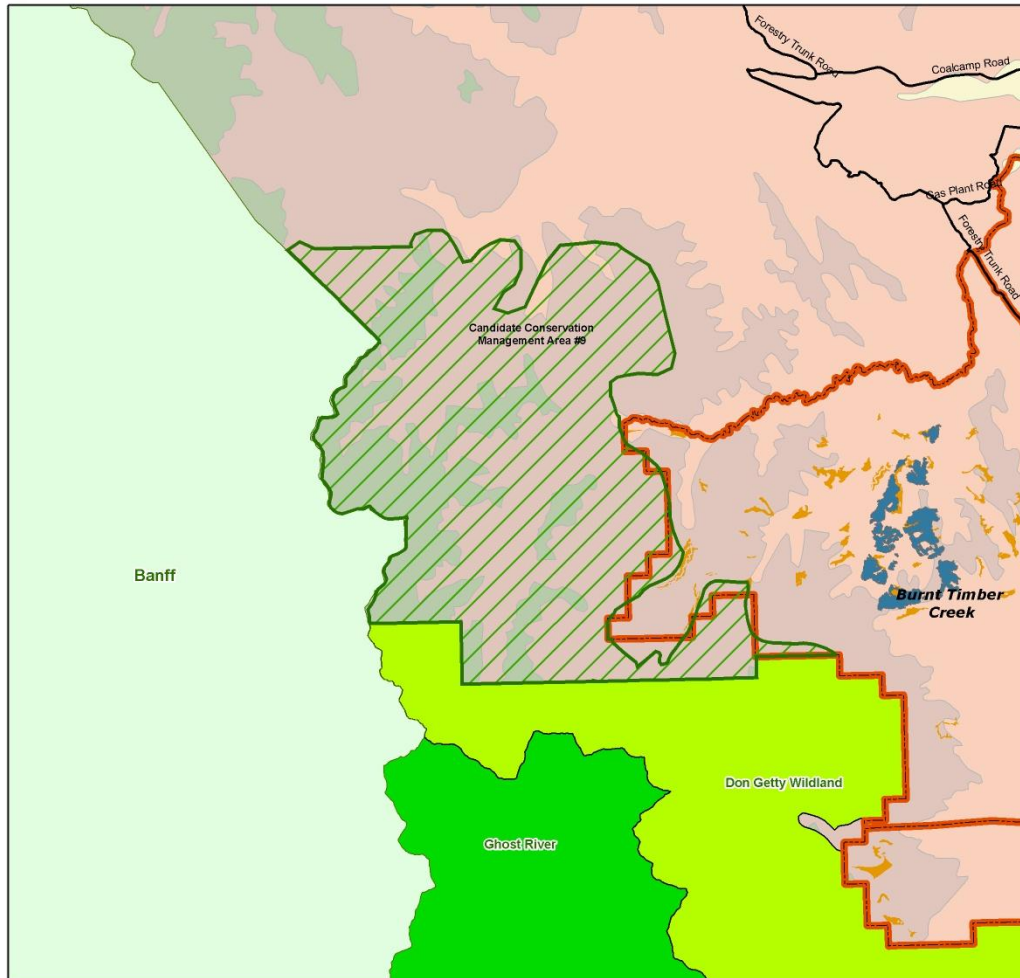 Forestry Trunk Road
Coalcamp Road
Gas Plant Road
Forestry Trunk Road
Candidate Conservation
Management Area #9
Banff
Burnt Timber
Creek
Don Getty Wildland
Ghost River